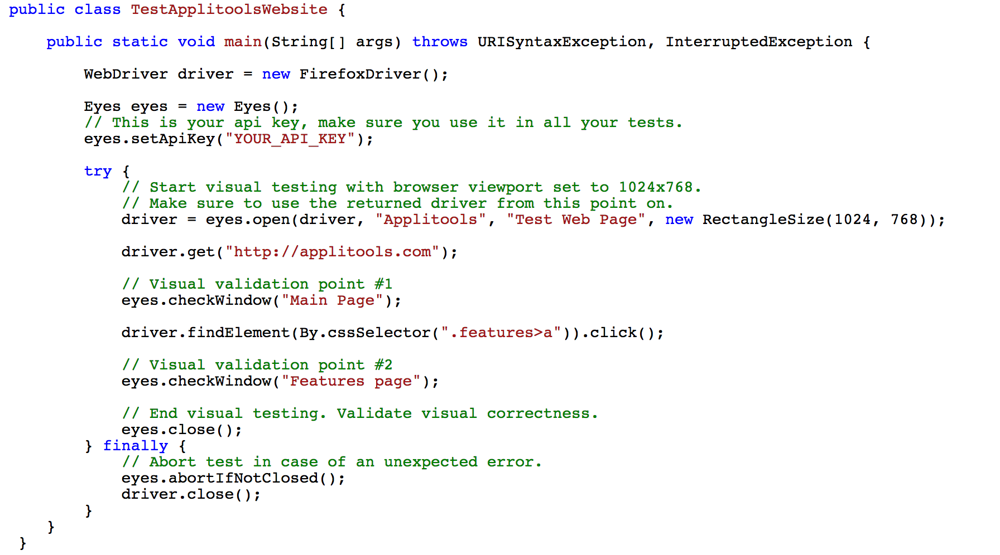 public class TestApplitoolsWebsite {
public static void main(String[] args) throws URISyntaxException, InterruptedException {
WebDriver driver = new FirefoxDriver();
Eyes eyes = new Eyes();
// This is your api key, make sure you use it in all your tests.
eyes.setApiKey("YOUR_API_KEY");
try {
// Start visual testing with browser viewport set to 1024x768.
// Make sure to use the returned driver from this point on.
driver = eyes.open(driver, "Applitools", "Test Web Page", new RectangleSize(1024, 768));
driver.get("http://applitools.com");
// Visual validation point #1
eyes.checkWindow("Main Page");
driver.findElement(By.cssSelector(".features>a")).click();
// Visual validation point #2
eyes.checkWindow("Features page");
// End visual testing. Validate visual correctness.
eyes.close();
} finally {
// Abort test in case of an unexpected error.
eyes.abortIfNotClosed();
driver.close();
}
}
}